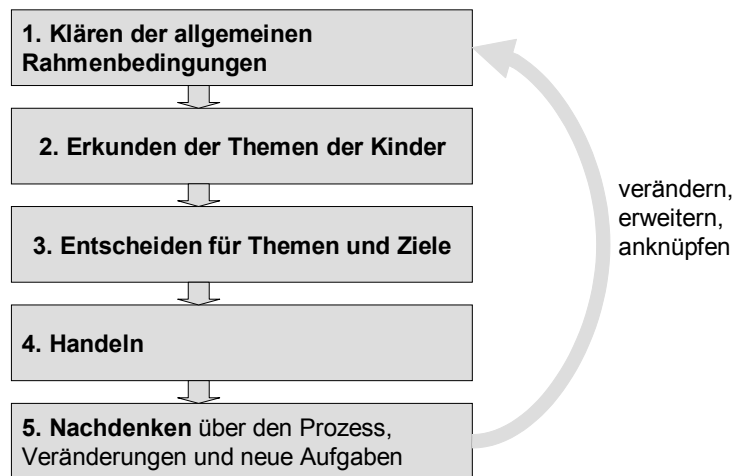 1. Klären der allgemeinen
Rahmenbedingungen
2. Erkunden der Themen der Kinder
3. Entscheiden für Themen und Ziele
4. Handeln
5. Nachdenken über den Prozess,
Veränderungen und neue Aufgaben
verändern,
erweitern,
anknüpfen